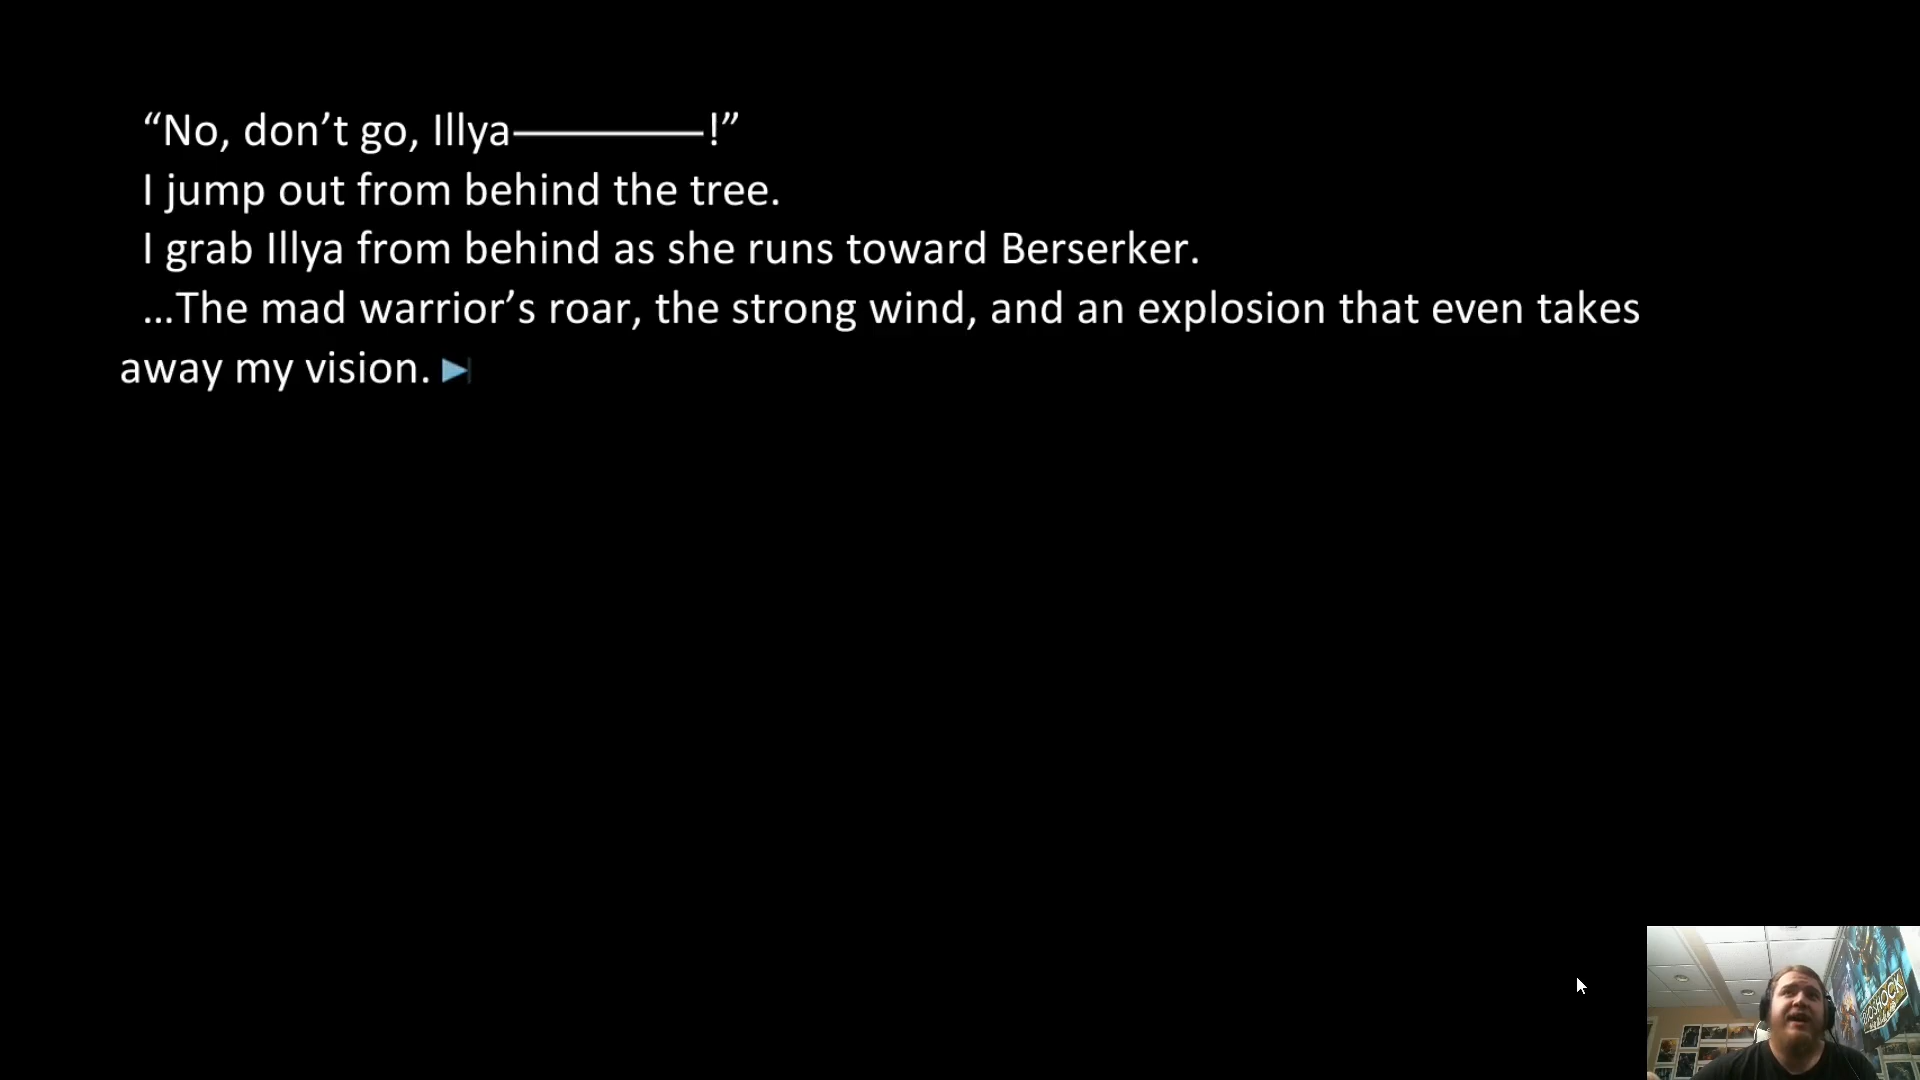 “No, don’t go, Illya————!”
I jump out from behind the tree.
I grab Illya from behind as she runs toward Berserker.
…The mad warrior’s roar, the strong wind, and an explosion that even takes
away my vision.
BIOSHOCK